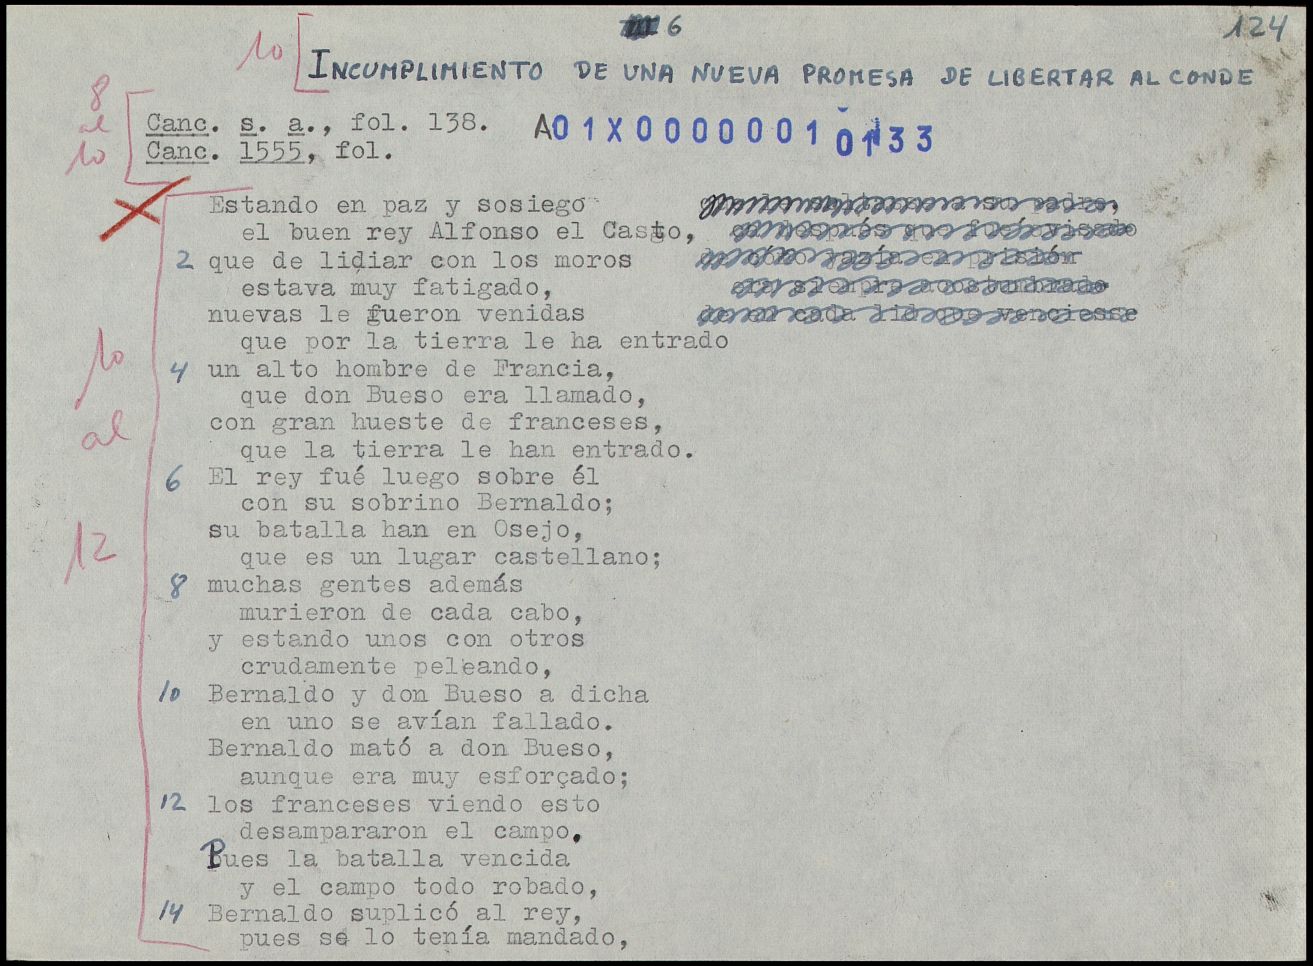 6
124
10
INCUMPLIMIENTO DE UNA NUEVA PROMESA DE LIBERTAR AL CONDE
8
al
10
Canc. s. a., fol. 138.
A01X0000001 0133
Canc. 1555, fol.
Estando en paz y sosiego
el buen rey Alfonso el Casto,
2 que de lidiar con los moros
estava muy fatigado,
nuevas le fueron venidas
que por la tierra le ha entrado
10
al
12
4 un alto hombre de Francia,
que don Bueso era llamado,
con gran hueste de franceses,
que la tierra le han entrado.
6 El rey fué luego sobre él
con su sobrino Bernaldo;
su batalla han en Osejo,
que es un lugar castellano;
8 muchas gentes además
murieron de cada cabo,
y estando unos con otros
crudamente peleando,
10 Bernaldo y don Bueso a dicha
en uno se avían fallado.
Bernaldo mató a don Bueso,
aunque era muy esforçado;
12 los franceses viendo esto
desampararon el campo.
Pues la batalla vencida
y el campo todo robado,
14 Bernaldo suplicó al rey,
pues se lo tenía mandado,